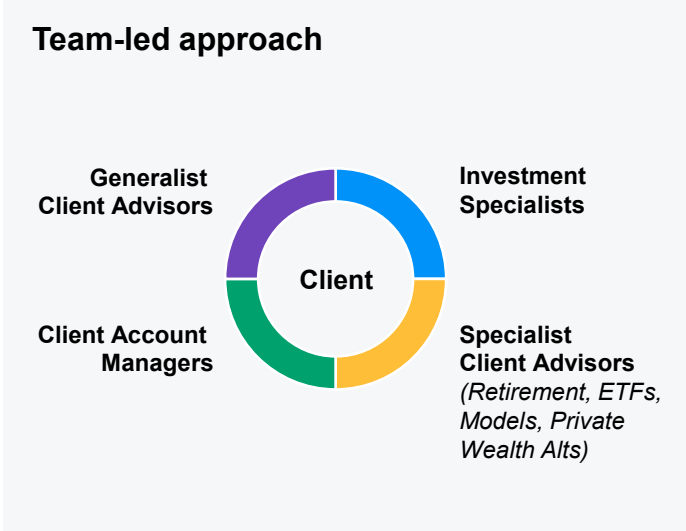 Team-led approach
Generalist
Client Advisors
Investment
Specialists
Client
Client Account
Managers
Specialist
Client Advisors
(Retirement, ETFs,
Models, Private
Wealth Alts)